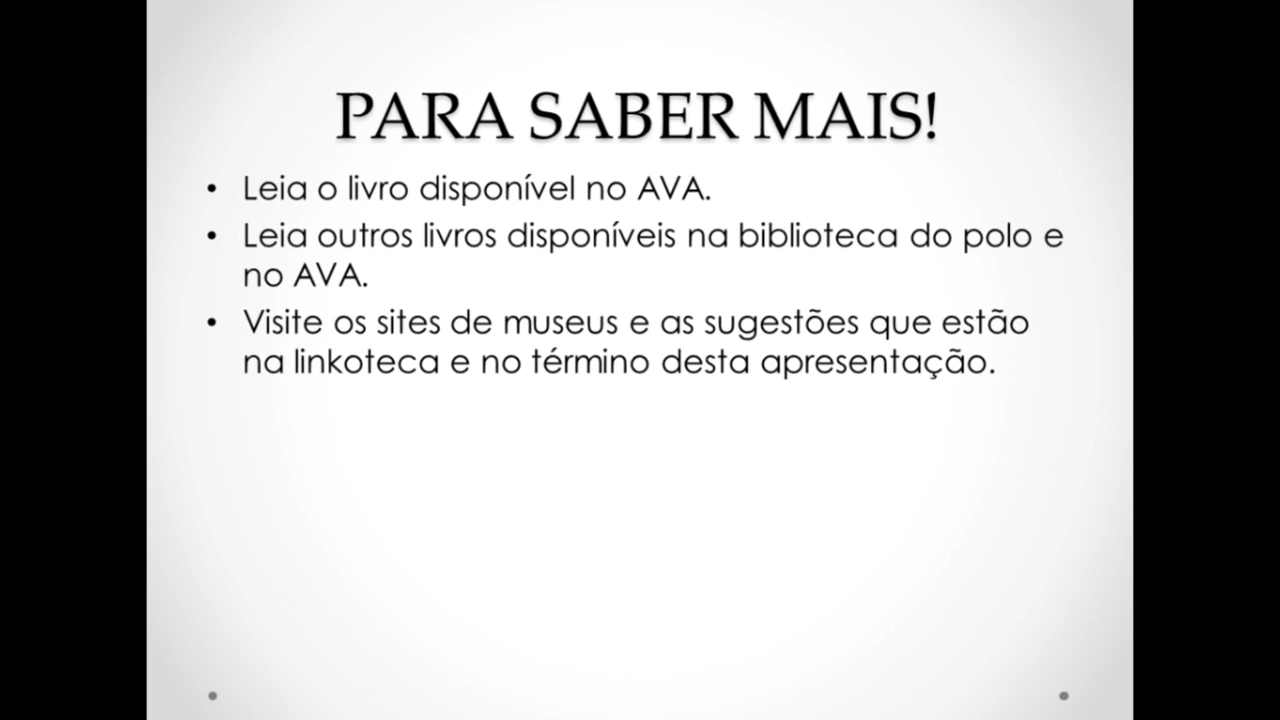 PARA SABER MAIS!
• Leia o livro disponível no AVA.
• Leia outros livros disponíveis na biblioteca do polo e
no AVA.
• Visite os sites de museus e as sugestões que estão
na linkoteca e no término desta apresentação.